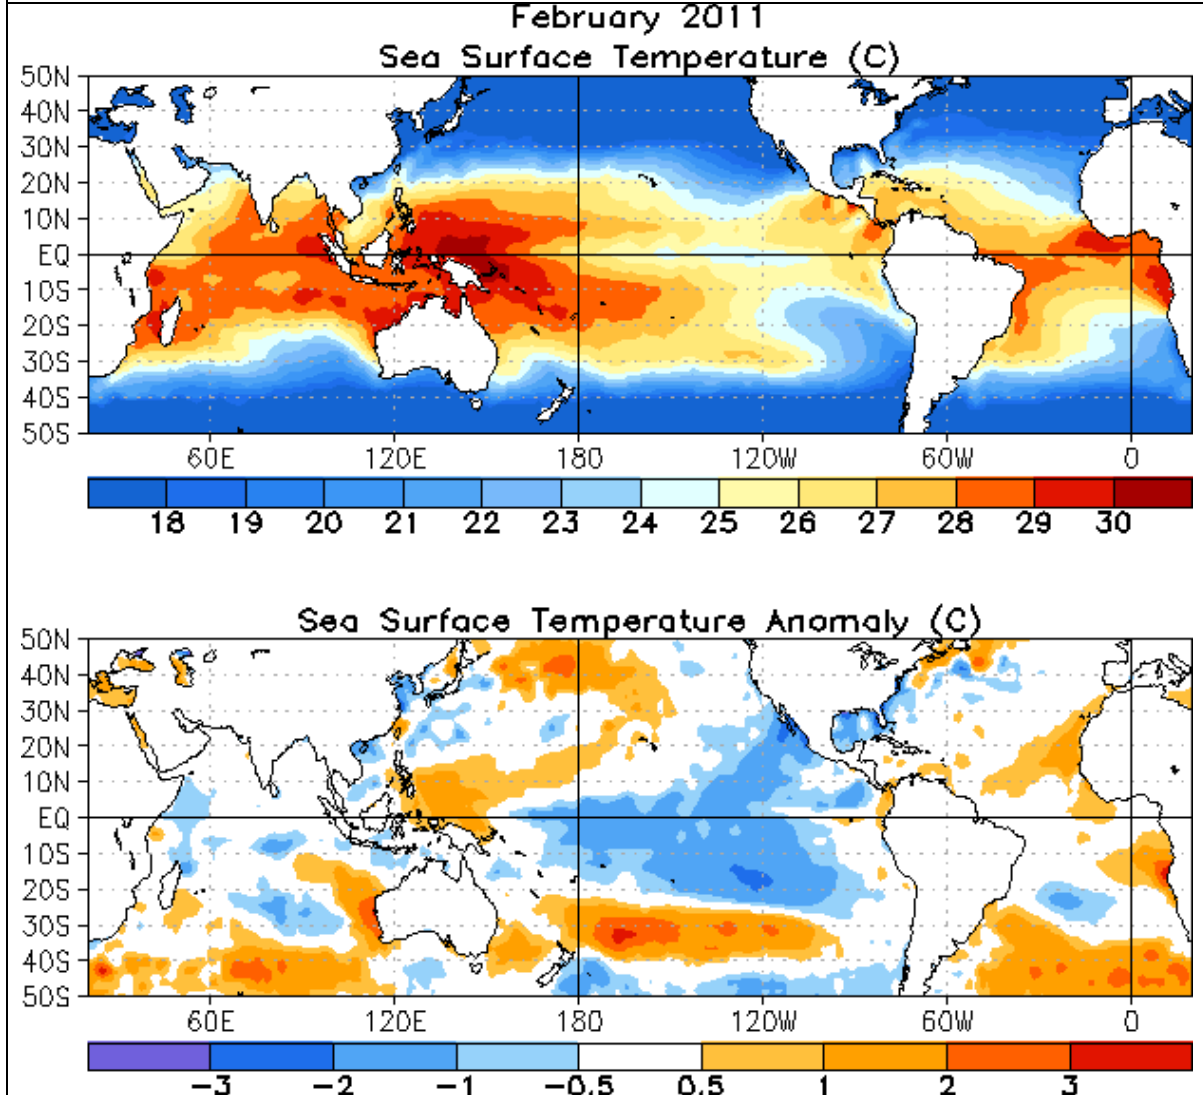 February 2011
Sea Surface Temperature (C)
50N
40N
30N
20N
10N
EQ
10S
20S
30S
40S
50S
60E 120E 180 120W 60W 0
18 19 20 21 22 23 24 25 26 27 28 29 30
Sea Surface Temperature Anomaly (C)
50N
40N
30N
20N
10N
EQ
10S
20S
30S
40S
50S
60E 120E 180 120W 60W 0
-3 -2 -1 -0.5 0.5 1 2 3